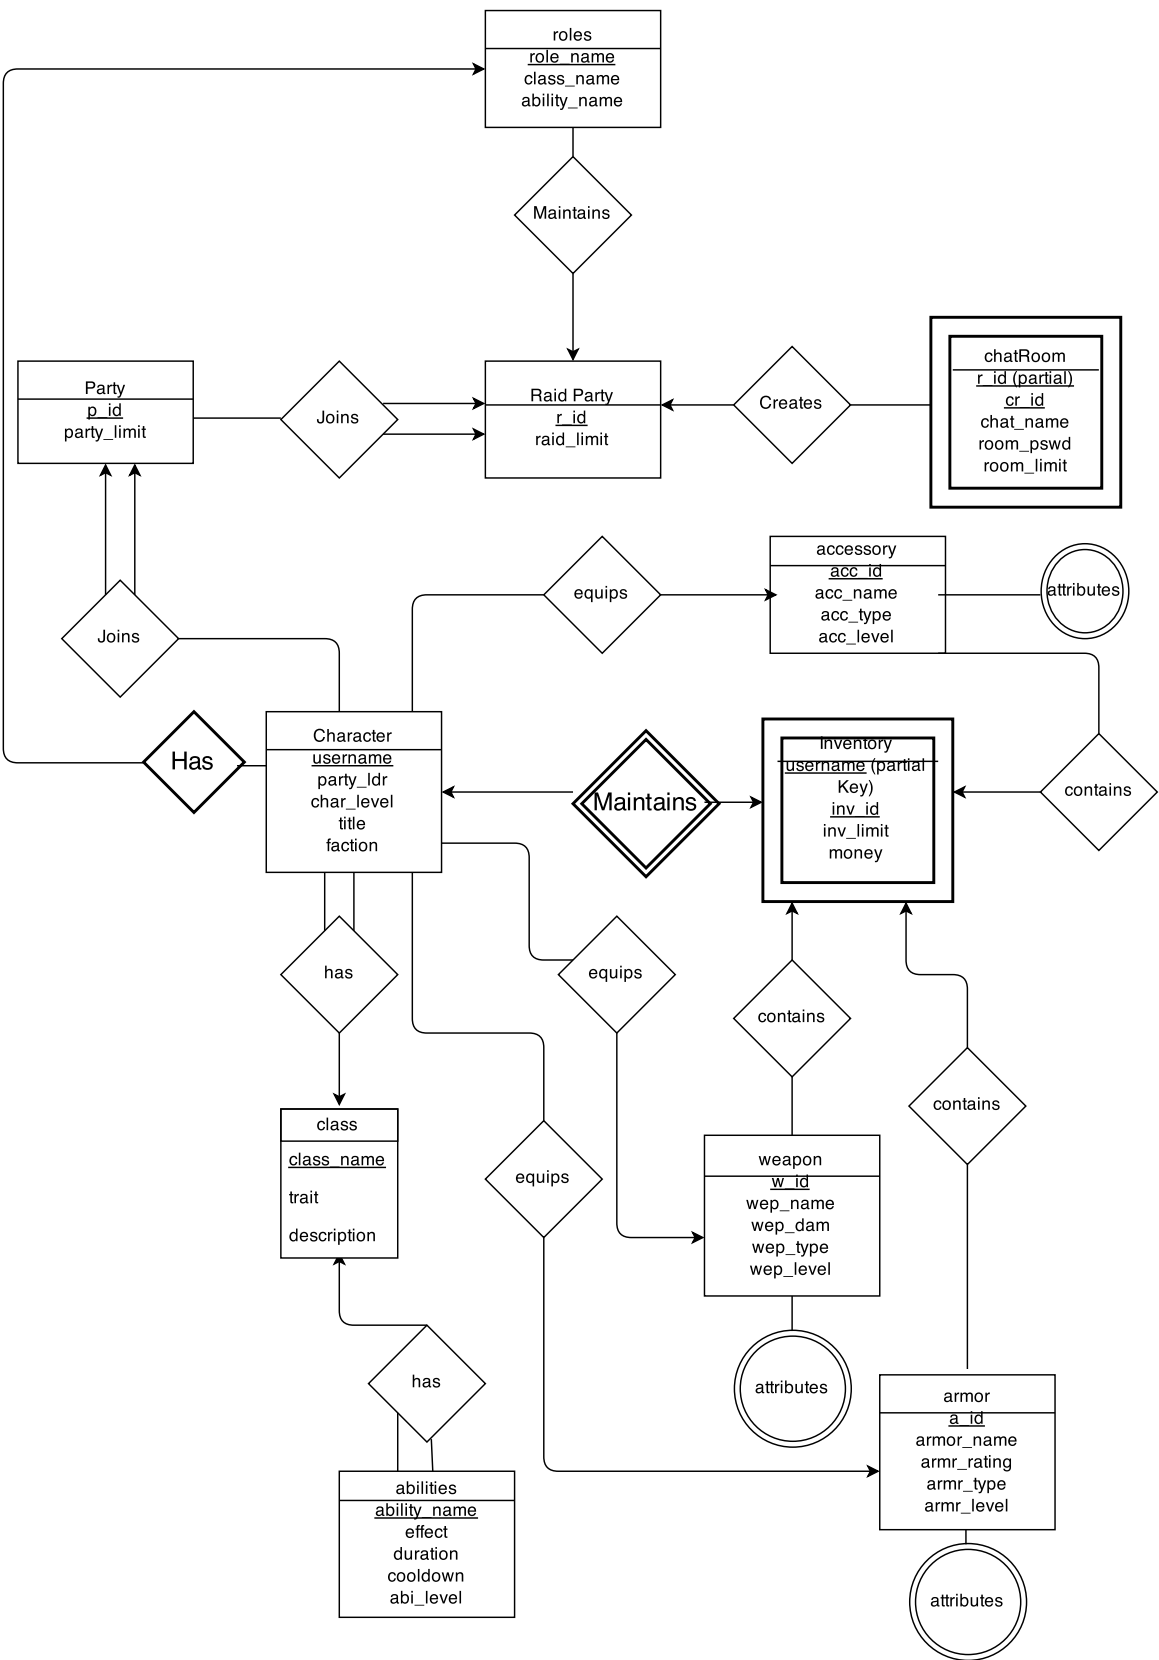 roles
role_name
class_name
ability_name
Maintains
Party
p_id
party_limit
Joins
Raid Party
r_id
raid_limit
Creates
chatRoom
r_id (partial)
cr_id
chat_name
room_pswd
room_limit
Joins
equips
accessory
acc_id
acc_name
acc_type
acc_level
attributes
Has
Character
username
party_ldr
char_level
title
faction
Maintains
Inventory
username (partial
Key)
inv_id
inv_limit
money
contains
has
equips
contains
contains
class
class_name
trait
description
equips
weapon
w_id
wep_name
wep_dam
wep_type
wep_level
has
attributes
armor
a_id
armor_name
armr_rating
armr_type
armr_level
abilities
ability_name
effect
duration
cooldown
abi_level
attributes